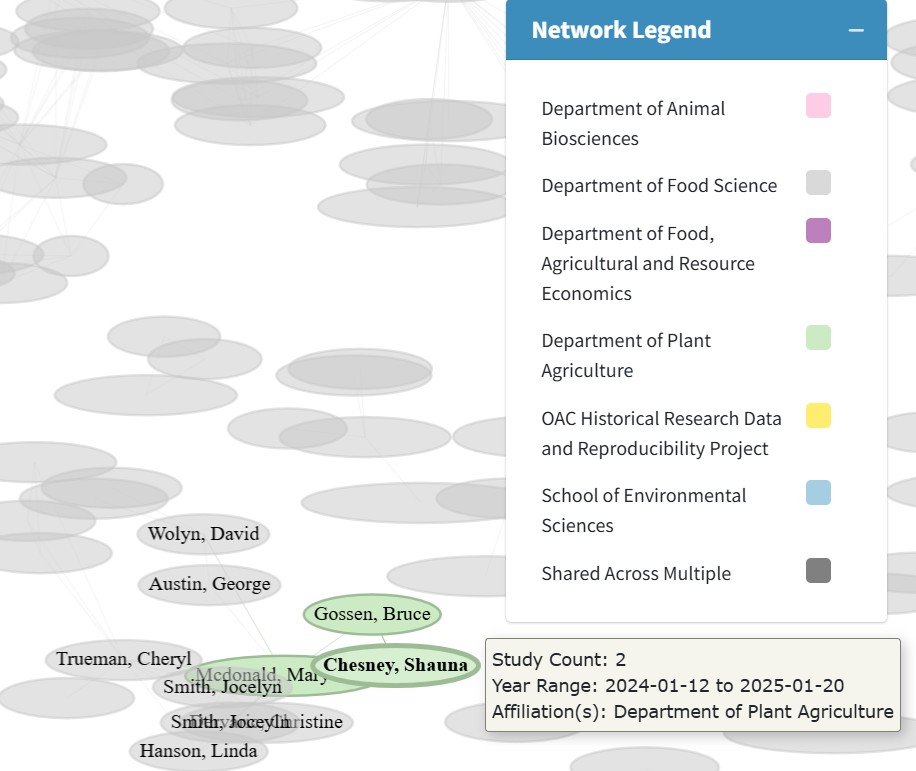 Network Legend
Department of Animal
Biosciences
Department of Food Science
Department of Food,
Agricultural and Resource
Economics
Department of Plant
Agriculture
OAC Historical Research Data
and Reproducibility Project
School of Environmental
Sciences
Shared Across Multiple
Wolyn, David
Austin, George
Gossen, Bruce
Trueman, Cheryl
Mcdonald, Mary
Chesney, Shauna
Smith, Jocelyn
Smith, Jocelyn
Christine
Hanson, Linda
Study Count: 2
Year Range: 2024-01-12 to 2025-01-20
Affiliation(s): Department of Plant Agriculture